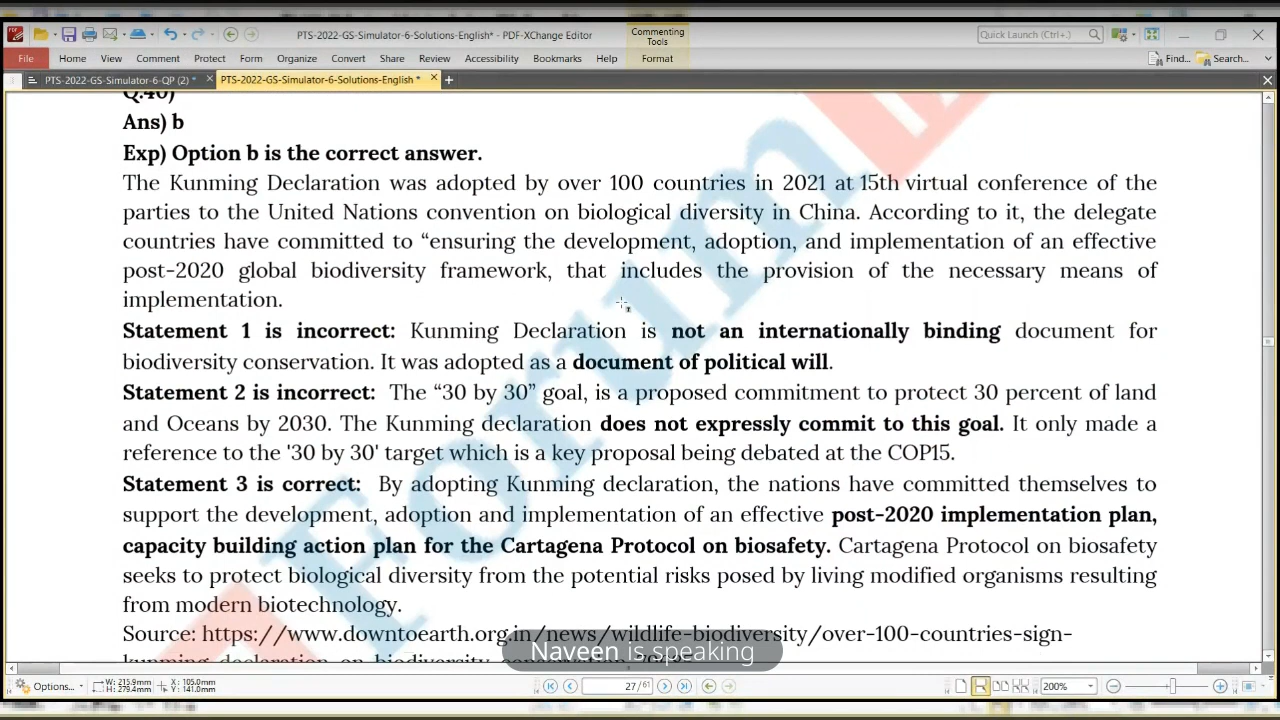 PTS-2022-GS-Simulator-6-Solutions-English* - PDF-XChange Editor
Commenting
Tools
Quick Launch (Ctrl+.)
File Home View Comment Protect Form Organize Convert Share Review Accessibility Bookmarks Help Format
Find... Search...
PTS-2022-GS-Simulator-6-QP (2) * PTS-2022-GS-Simulator-6-Solutions-English *
Q.40)
Ans) b
Exp) Option b is the correct answer.
The Kunming Declaration was adopted by over 100 countries in 2021 at 15th virtual conference of the
parties to the United Nations convention on biological diversity in China. According to it, the delegate
countries have committed to “ensuring the development, adoption, and implementation of an effective
post-2020 global biodiversity framework, that includes the provision of the necessary means of
implementation.
Statement 1 is incorrect: Kunming Declaration is not an internationally binding document for
biodiversity conservation. It was adopted as a document of political will.
Statement 2 is incorrect: The “30 by 30” goal, is a proposed commitment to protect 30 percent of land
and Oceans by 2030. The Kunming declaration does not expressly commit to this goal. It only made a
reference to the '30 by 30' target which is a key proposal being debated at the COP15.
Statement 3 is correct: By adopting Kunming declaration, the nations have committed themselves to
support the development, adoption and implementation of an effective post-2020 implementation plan,
capacity building action plan for the Cartagena Protocol on biosafety. Cartagena Protocol on biosafety
seeks to protect biological diversity from the potential risks posed by living modified organisms resulting
from modern biotechnology.
Source: https://www.downtoearth.org.in/news/wildlife-biodiversity/over-100-countries-sign-
Naveen is speaking
Options... W: 215.9mm X: 105.0mm
H: 279.4mm Y: 141.0mm
27/61
200%
Forum